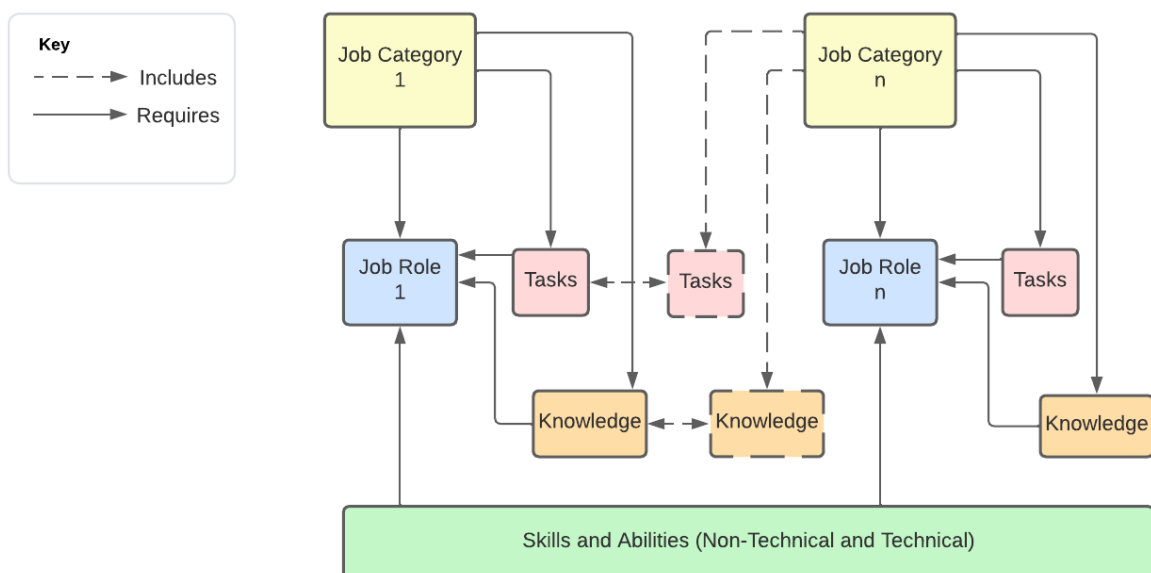 Key
Includes
Requires
Job Category
1
Job Category
n
Job Role
1
Tasks
Tasks
Job Role
n
Tasks
Knowledge
Knowledge
Knowledge
Skills and Abilities (Non-Technical and Technical)